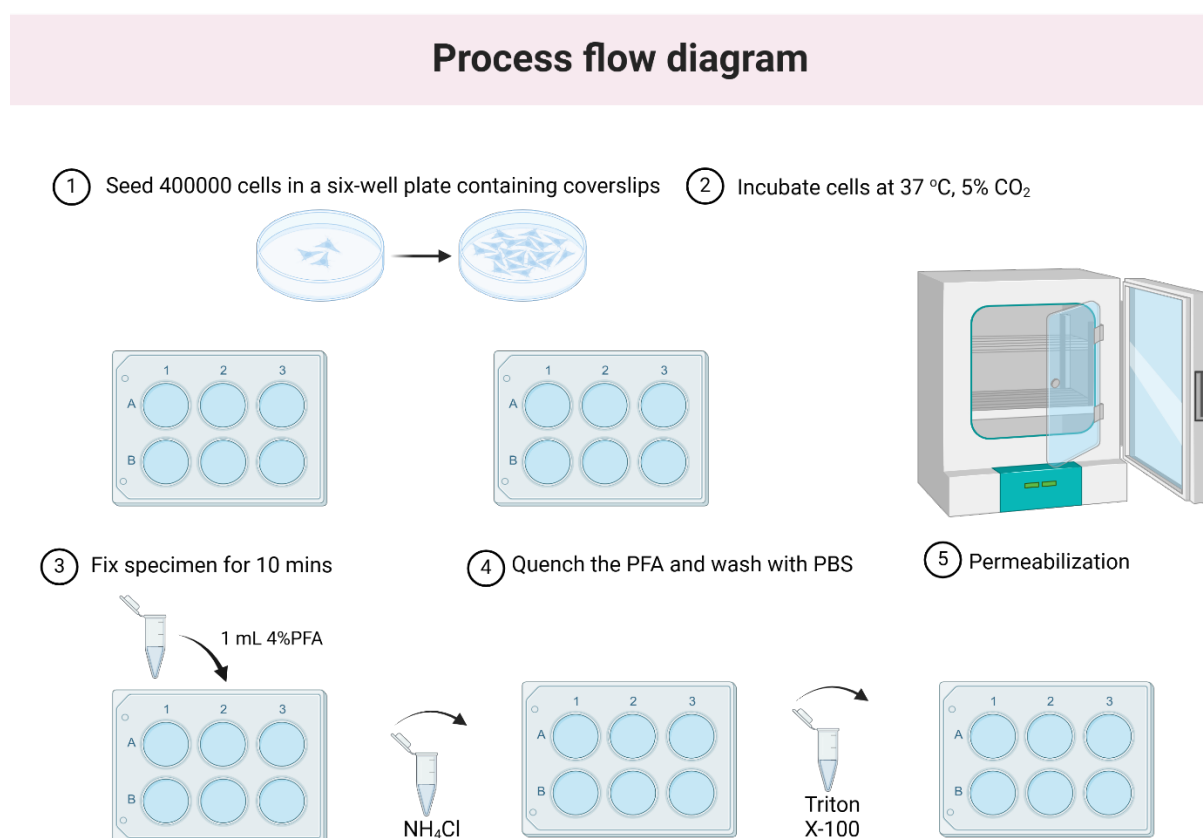 Process flow diagram
1 Seed 400000 cells in a six-well plate containing coverslips
2 Incubate cells at 37 ºC, 5% CO₂
1 2 3
A
B
1 2 3
A
B
3 Fix specimen for 10 mins
4 Quench the PFA and wash with PBS
5 Permeabilization
1 mL 4%PFA
1 2 3
A
B
NH₄Cl
1 2 3
A
B
Triton
X-100
1 2 3
A
B